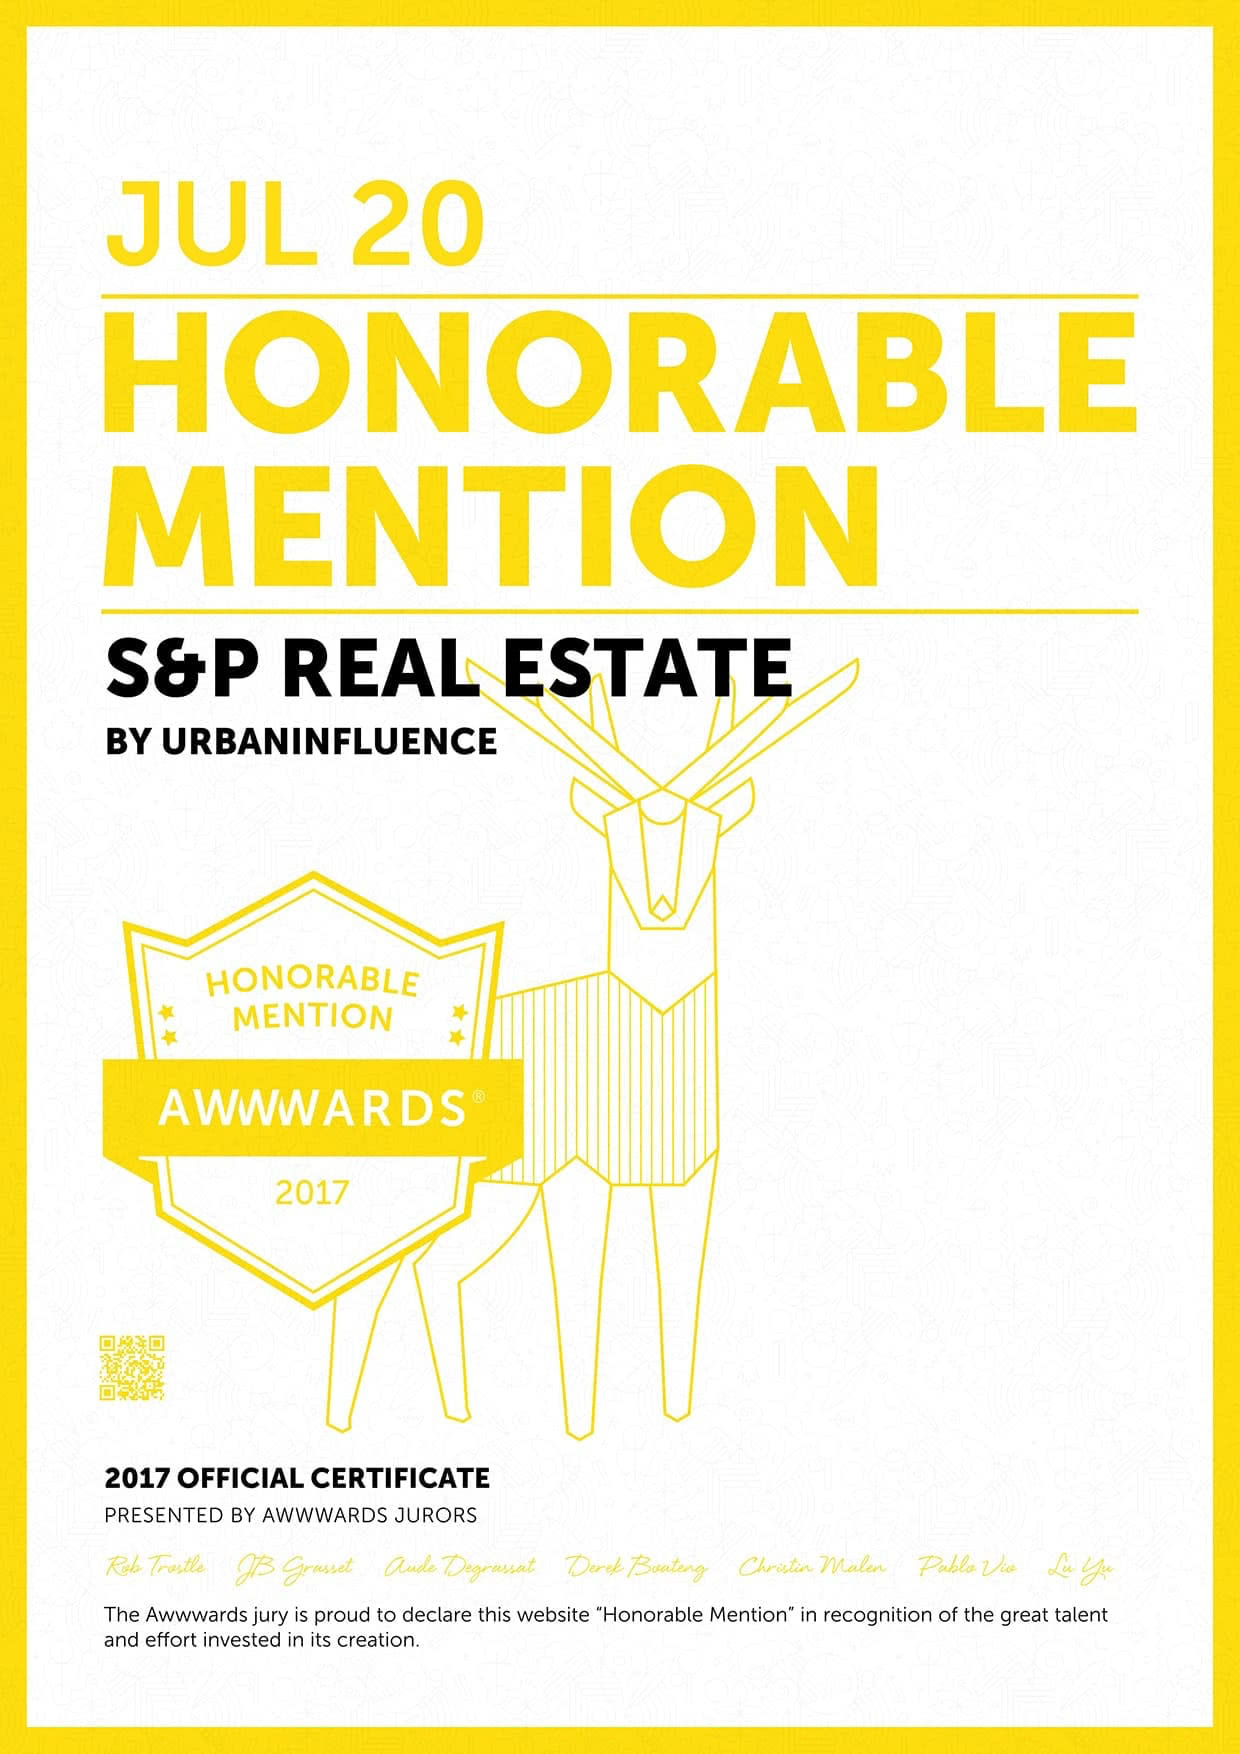 JUL 20
HONORABLE
MENTION
S&P REAL ESTATE
BY URBANINFLUENCE
HONORABLE
MENTION
AWWWARDS®
2017
2017 OFFICIAL CERTIFICATE
PRESENTED BY AWWWARDS JURORS
Rob Trostle JB Grasset Aude Degrassat Derek Boateng Christin Malen Pablo Vio Lu Yu
The Awwwards jury is proud to declare this website “Honorable Mention” in recognition of the great talent
and effort invested in its creation.